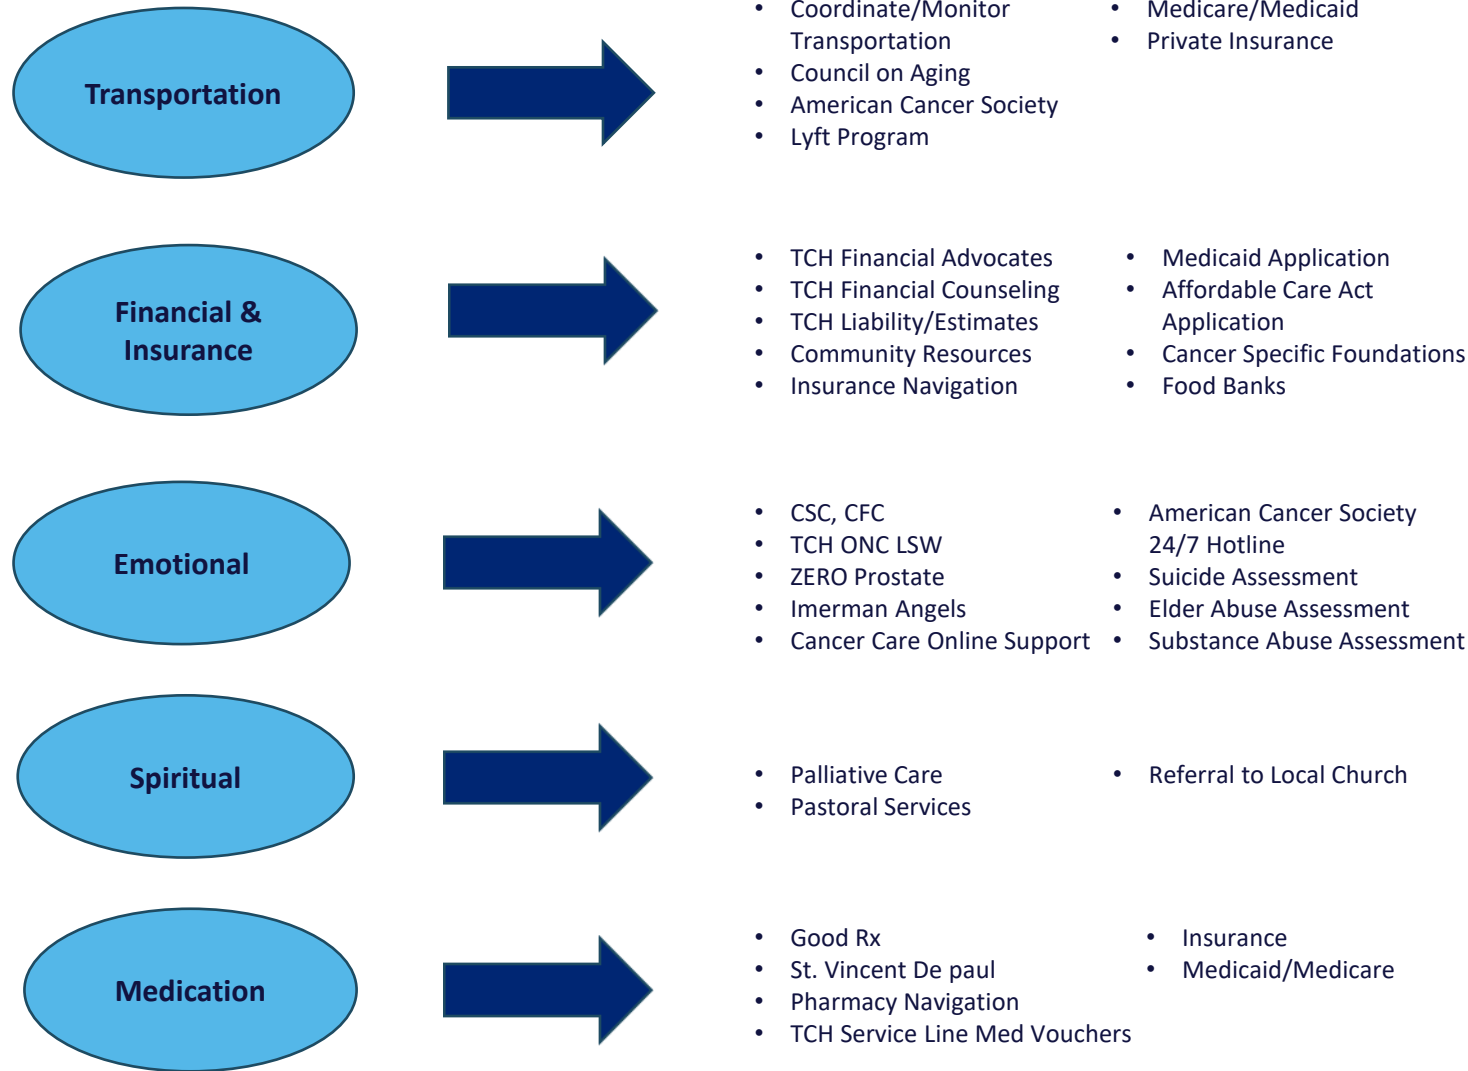 Transportation
• Coordinate/Monitor
Transportation
• Council on Aging
• American Cancer Society
• Lyft Program
• Medicare/Medicaid
• Private Insurance
Financial &
Insurance
• TCH Financial Advocates
• TCH Financial Counseling
• TCH Liability/Estimates
• Community Resources
• Insurance Navigation
• Medicaid Application
• Affordable Care Act
Application
• Cancer Specific Foundations
• Food Banks
Emotional
• CSC, CFC
• TCH ONC LSW
• ZERO Prostate
• Imerman Angels
• Cancer Care Online Support
• American Cancer Society
24/7 Hotline
• Suicide Assessment
• Elder Abuse Assessment
• Substance Abuse Assessment
Spiritual
• Palliative Care
• Pastoral Services
• Referral to Local Church
Medication
• Good Rx
• St. Vincent De paul
• Pharmacy Navigation
• TCH Service Line Med Vouchers
• Insurance
• Medicaid/Medicare